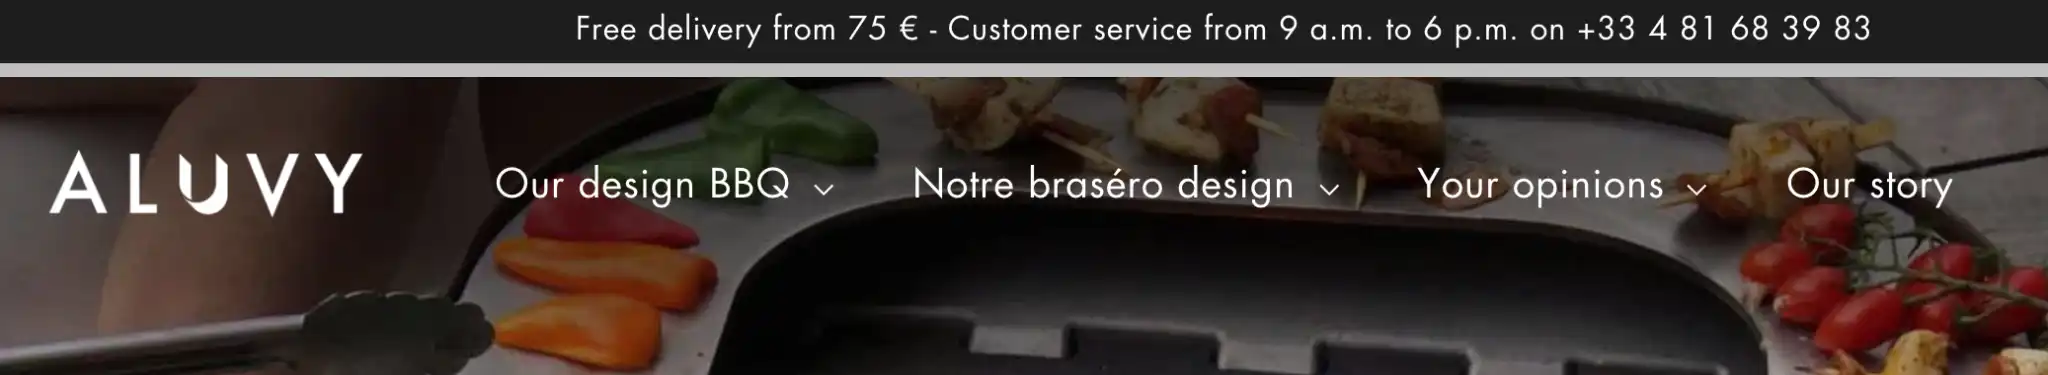 Free delivery from 75 € - Customer service from 9 a.m. to 6 p.m. on +33 4 81 68 39 83
ALUVY Our design BBQ Notre braséro design Your opinions Our story